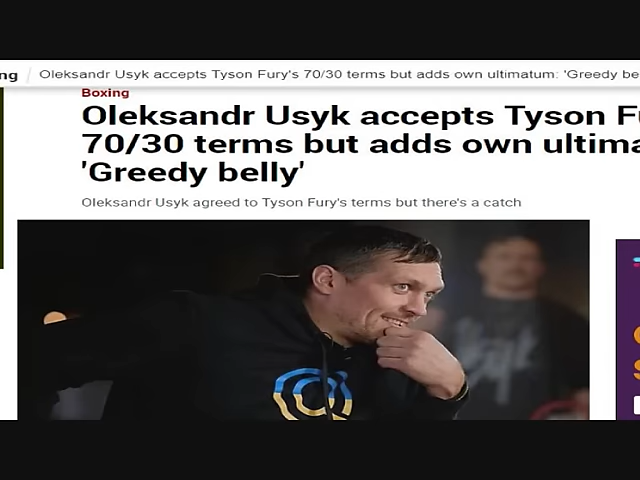 ng / Oleksandr Usyk accepts Tyson Fury's 70/30 terms but adds own ultimatum: 'Greedy be
Boxing
Oleksandr Usyk accepts Tyson Fu
70/30 terms but adds own ultima
'Greedy belly'
Oleksandr Usyk agreed to Tyson Fury's terms but there's a catch